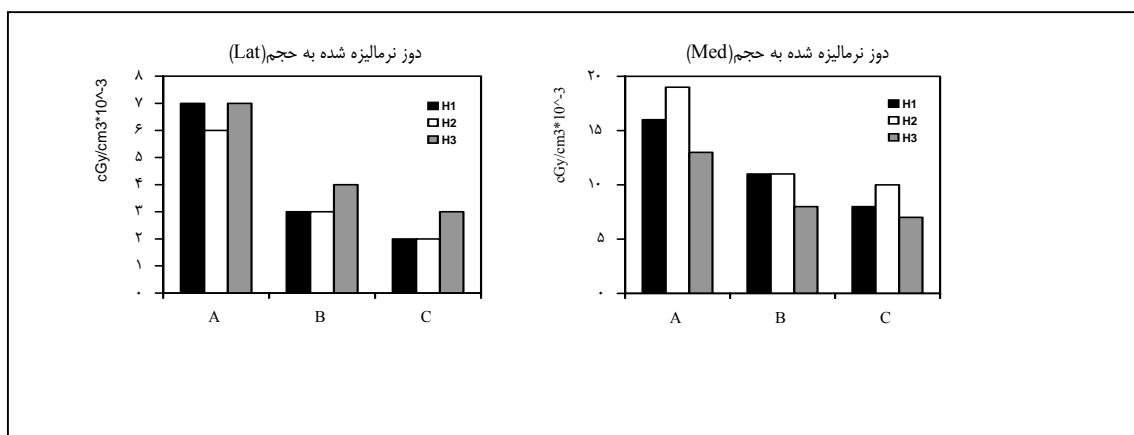 دوز نرمالیزه شده به حجم(Lat)
cGy/cm3*10^-3
۸
۷
۶
۵
۴
۳
۲
۱
۰
H1
H2
H3
A B C
دوز نرمالیزه شده به حجم(Med)
cGy/cm3*10^-3
۲۰
۱۵
۱۰
۵
۰
H1
H2
H3
A B C